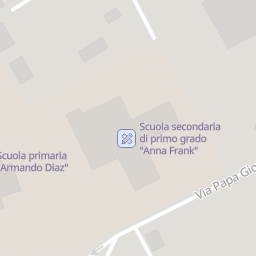 Scuola secondaria
di primo grado
"Anna Frank"
Scuola primaria
"Armando Diaz"
Via Papa Gio